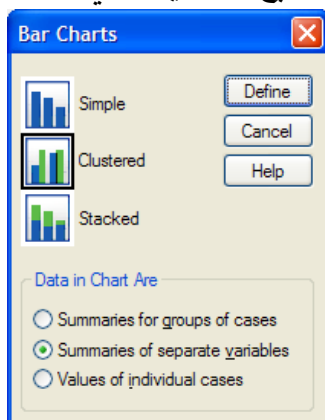 Bar Charts
Simple
Define
Cancel
Clustered
Help
Stacked
Data in Chart Are
Summaries for groups of cases
Summaries of separate variables
Values of individual cases